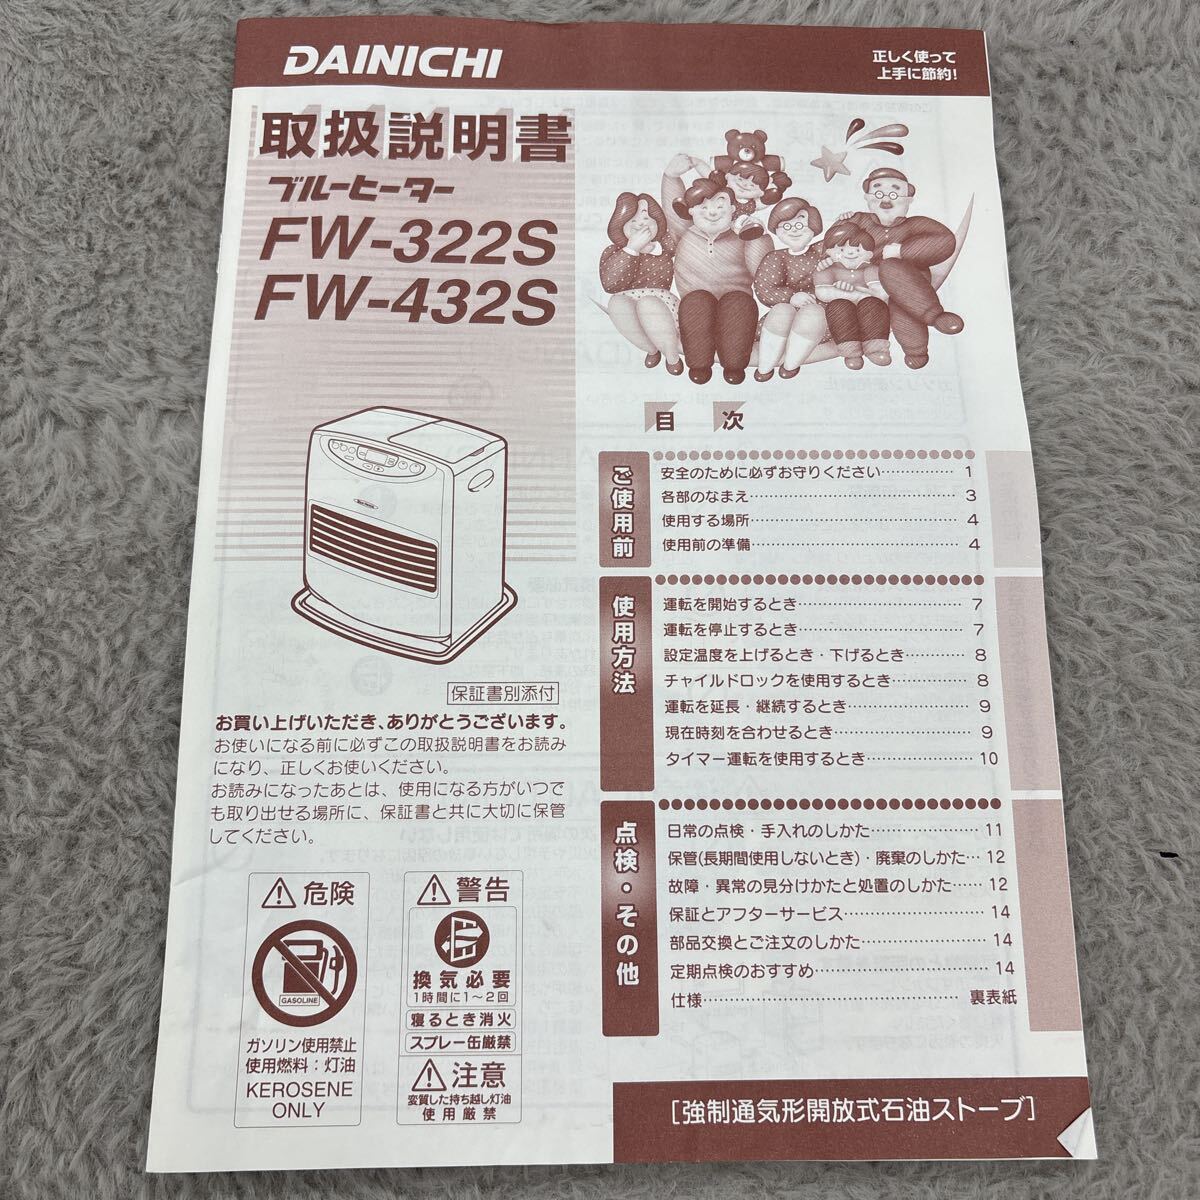 DAINICHI
正しく使って
上手に節約!
取扱説明書
ブルーヒーター
FW-322S
FW-432S
保証書別添付
お買い上げいただき、ありがとうございます。
お使いになる前に必ずこの取扱説明書をお読み
になり、正しくお使いください。
お読みになったあとは、使用になる方がいつで
も取り出せる場所に、保証書と共に大切に保管
してください。
危険
GASOLINE
ガソリン使用禁止
使用燃料：灯油
KEROSENE
ONLY
警告
換気必要
1時間に1～2回
寝るとき消火
スプレー缶厳禁
注意
変質した持ち越し灯油
使用厳禁
目次
ご使用前
安全のために必ずお守りください…………… 1
各部のなまえ…………… 3
使用する場所…………… 4
使用前の準備…………… 4
使用方法
運転を開始するとき…………… 7
運転を停止するとき…………… 7
設定温度を上げるとき・下げるとき………… 8
チャイルドロックを使用するとき…………… 8
運転を延長・継続するとき…………… 9
現在時刻を合わせるとき…………… 9
タイマー運転を使用するとき…………… 10
点検・その他
日常の点検・手入れのしかた…………… 11
保管(長期間使用しないとき)・廃棄のしかた… 12
故障・異常の見分けかたと処置のしかた…… 12
保証とアフターサービス…………… 14
部品交換とご注文のしかた…………… 14
定期点検のおすすめ…………… 14
仕様…………… 裏表紙
[強制通気形開放式石油ストーブ]